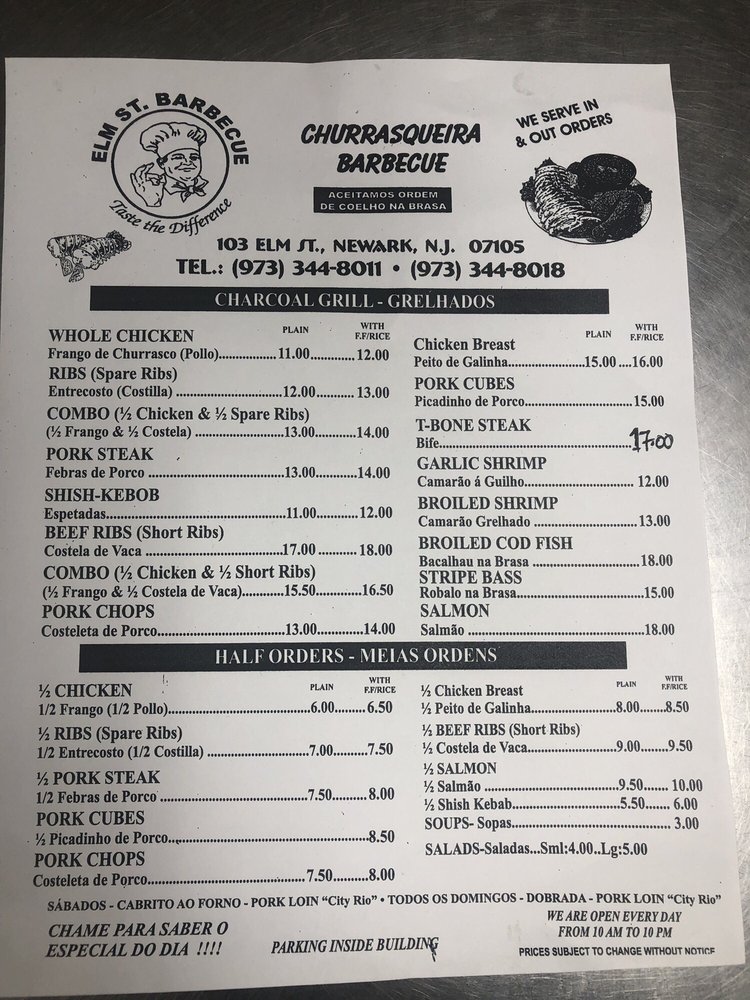 ELM ST. BARBECUE
Taste the Difference
CHURRASQUEIRA
BARBECUE
ACEITAMOS ORDEM
DE COELHO NA BRASA
WE SERVE IN
& OUT ORDERS
103 ELM ST., NEWARK, N.J. 07105
TEL.: (973) 344-8011 • (973) 344-8018
CHARCOAL GRILL - GRELHADOS
PLAIN WITH F.F/RICE
WHOLE CHICKEN
Frango de Churrasco (Pollo)...............11.00............12.00
RIBS (Spare Ribs)
Entrecosto (Costilla) ............................12.00...........13.00
COMBO (½ Chicken & ½ Spare Ribs)
(½ Frango & ½ Costela) .......................13.00...........14.00
PORK STEAK
Febras de Porco ...................................13.00...........14.00
SHISH-KEBOB
Espetadas.............................................11.00...........12.00
BEEF RIBS (Short Ribs)
Costela de Vaca ...................................17.00 ..........18.00
COMBO (½ Chicken & ½ Short Ribs)
(½ Frango & ½ Costela de Vaca)...........15.50............16.50
PORK CHOPS
Costeleta de Porco................................13.00...........14.00
PLAIN WITH F.F/RICE
Chicken Breast
Peito de Galinha......................15.00 ....16.00
PORK CUBES
Picadinho de Porco...............................15.00
T-BONE STEAK
Bife.......................................................17.00
GARLIC SHRIMP
Camarão á Guilho................................ 12.00
BROILED SHRIMP
Camarão Grelhado ..............................13.00
BROILED COD FISH
Bacalhau na Brasa ...............................18.00
STRIPE BASS
Robalo na Brasa....................................15.00
SALMON
Salmão .................................................18.00
HALF ORDERS - MEIAS ORDENS
PLAIN WITH F.F/RICE
½ CHICKEN
1/2 Frango (1/2 Pollo).......................................6.00.........6.50
½ RIBS (Spare Ribs)
1/2 Entrecosto (1/2 Costilla) ............................7.00.........7.50
½ PORK STEAK
1/2 Febras de Porco .........................................7.50.........8.00
PORK CUBES
½ Picadinho de Porco......................................................8.50
PORK CHOPS
Costeleta de Porco............................................7.50.........8.00
PLAIN WITH F.F/RICE
½ Chicken Breast
½ Peito de Galinha........................8.00.......8.50
½ BEEF RIBS (Short Ribs)
½ Costela de Vaca.........................9.00.......9.50
½ SALMON
½ Salmão ......................................9.50....... 10.00
½ Shish Kebab..............................5.50....... 6.00
SOUPS- Sopas............................................. 3.00
SALADS-Saladas...Sml:4.00..Lg:5.00
SÁBADOS - CABRITO AO FORNO - PORK LOIN “City Rio” • TODOS OS DOMINGOS - DOBRADA - PORK LOIN “City Rio”
CHAME PARA SABER O
ESPECIAL DO DIA !!!!
PARKING INSIDE BUILDING
WE ARE OPEN EVERY DAY
FROM 10 AM TO 10 PM
PRICES SUBJECT TO CHANGE WITHOUT NOTICE